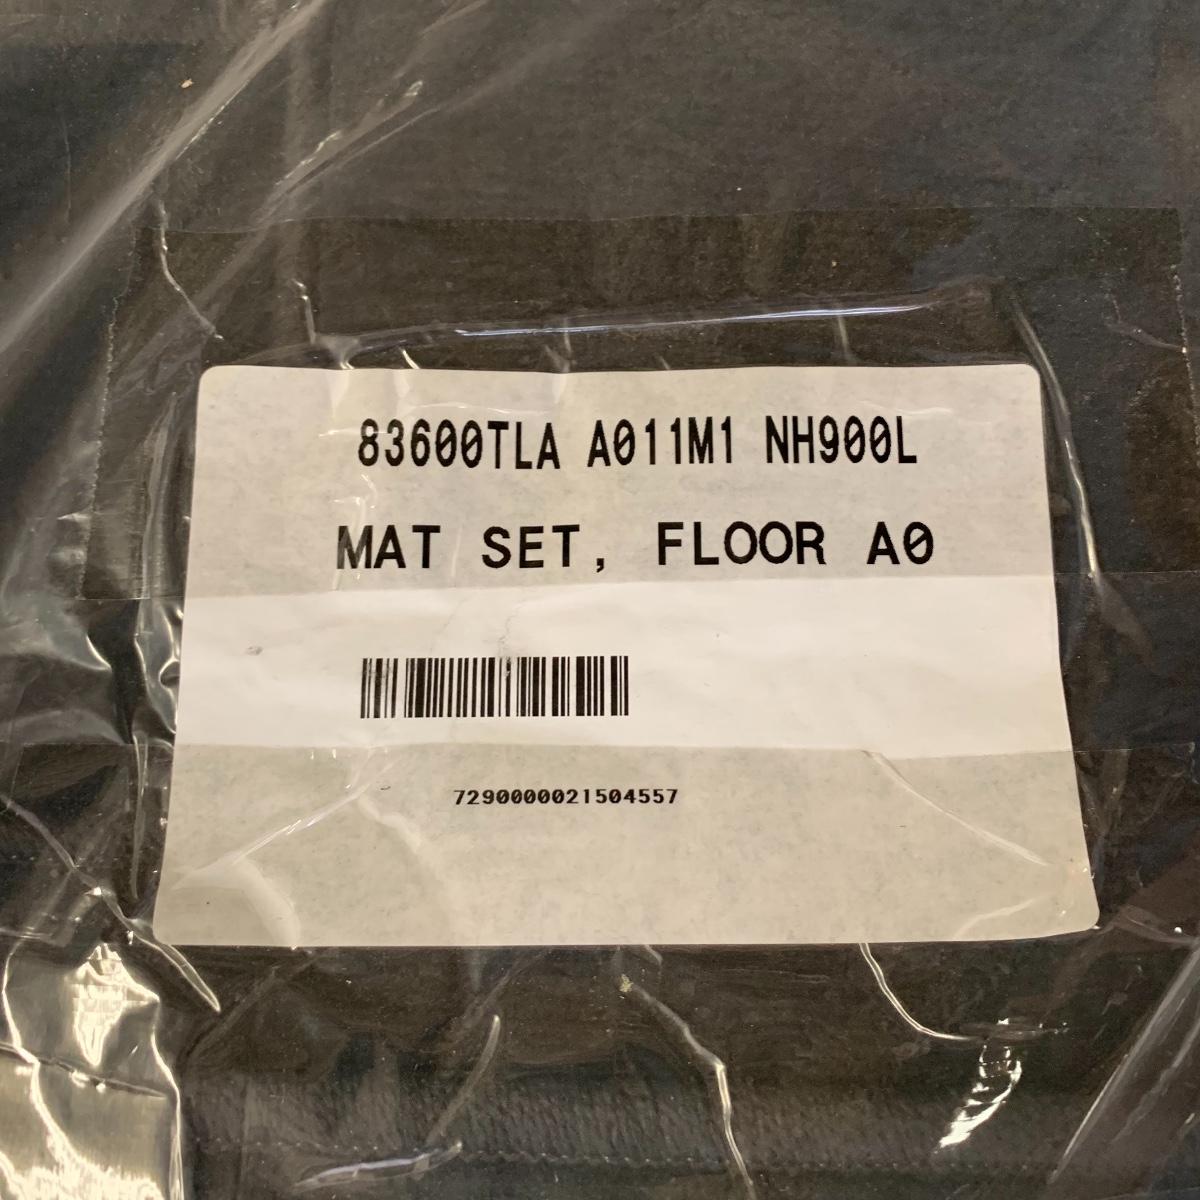 83600TLA A011M1 NH900L
MAT SET, FLOOR A0
7290000021504557